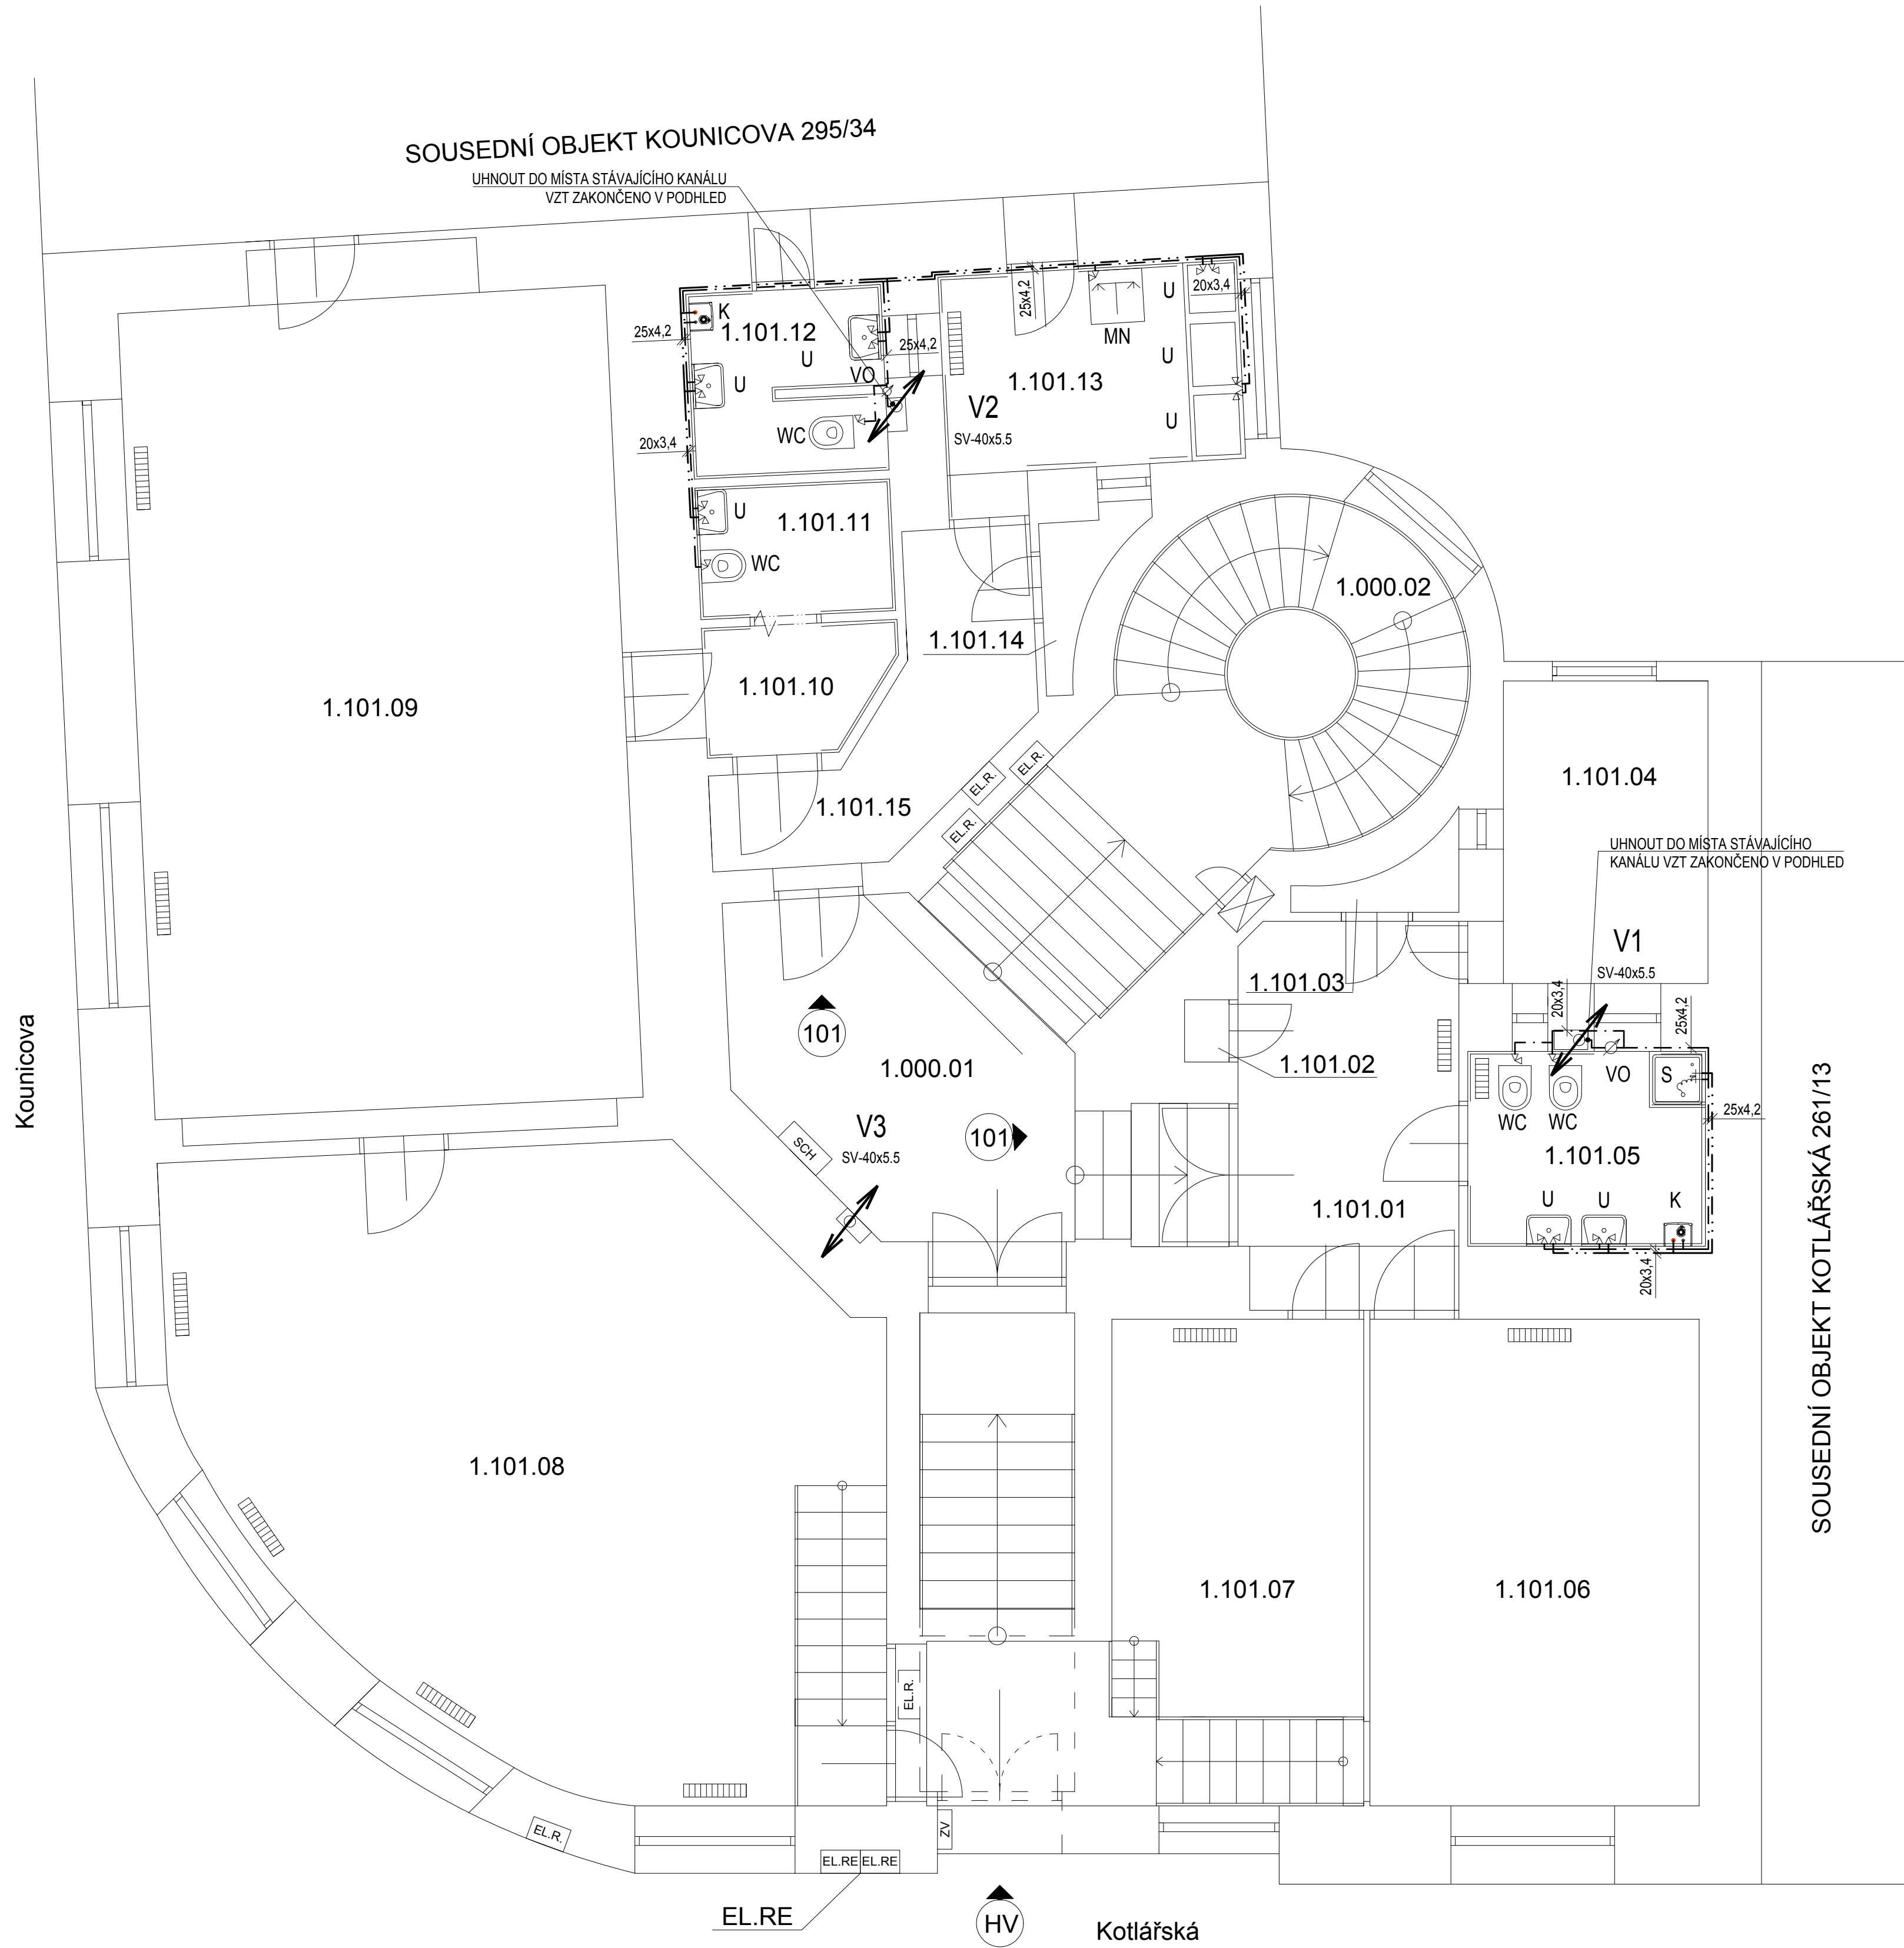 SOUSEDNÍ OBJEKT KOUNICOVA 295/34
UHNOUT DO MÍSTA STÁVAJÍCÍHO KANÁLU
VZT ZAKONČENO V PODHLED
25x4,2
K
1.101.12
U
U
VO
25x4,2
WC
20x3,4
25x4,2
MN
U
20x3,4
U
U
1.101.13
V2
SV-40x5.5
U
1.101.11
WC
1.000.02
1.101.14
1.101.10
1.101.09
1.101.15
EL.R.
EL.R.
EL.R.
1.101.04
UHNOUT DO MÍSTA STÁVAJÍCÍHO
KANÁLU VZT ZAKONČENO V PODHLED
V1
SV-40x5.5
20x3,4
25x4,2
1.101.03
101
1.000.01
1.101.02
Kounicova
VO
S
WC
WC
25x4,2
1.101.05
U
U
K
20x3,4
V3
SV-40x5.5
SCH
101
1.101.01
SOUSEDNÍ OBJEKT KOTLÁŘSKÁ 261/13
1.101.08
1.101.07
1.101.06
EL.R.
EL.R.
ZV
EL.RE
EL.RE
EL.RE
HV
Kotlářská